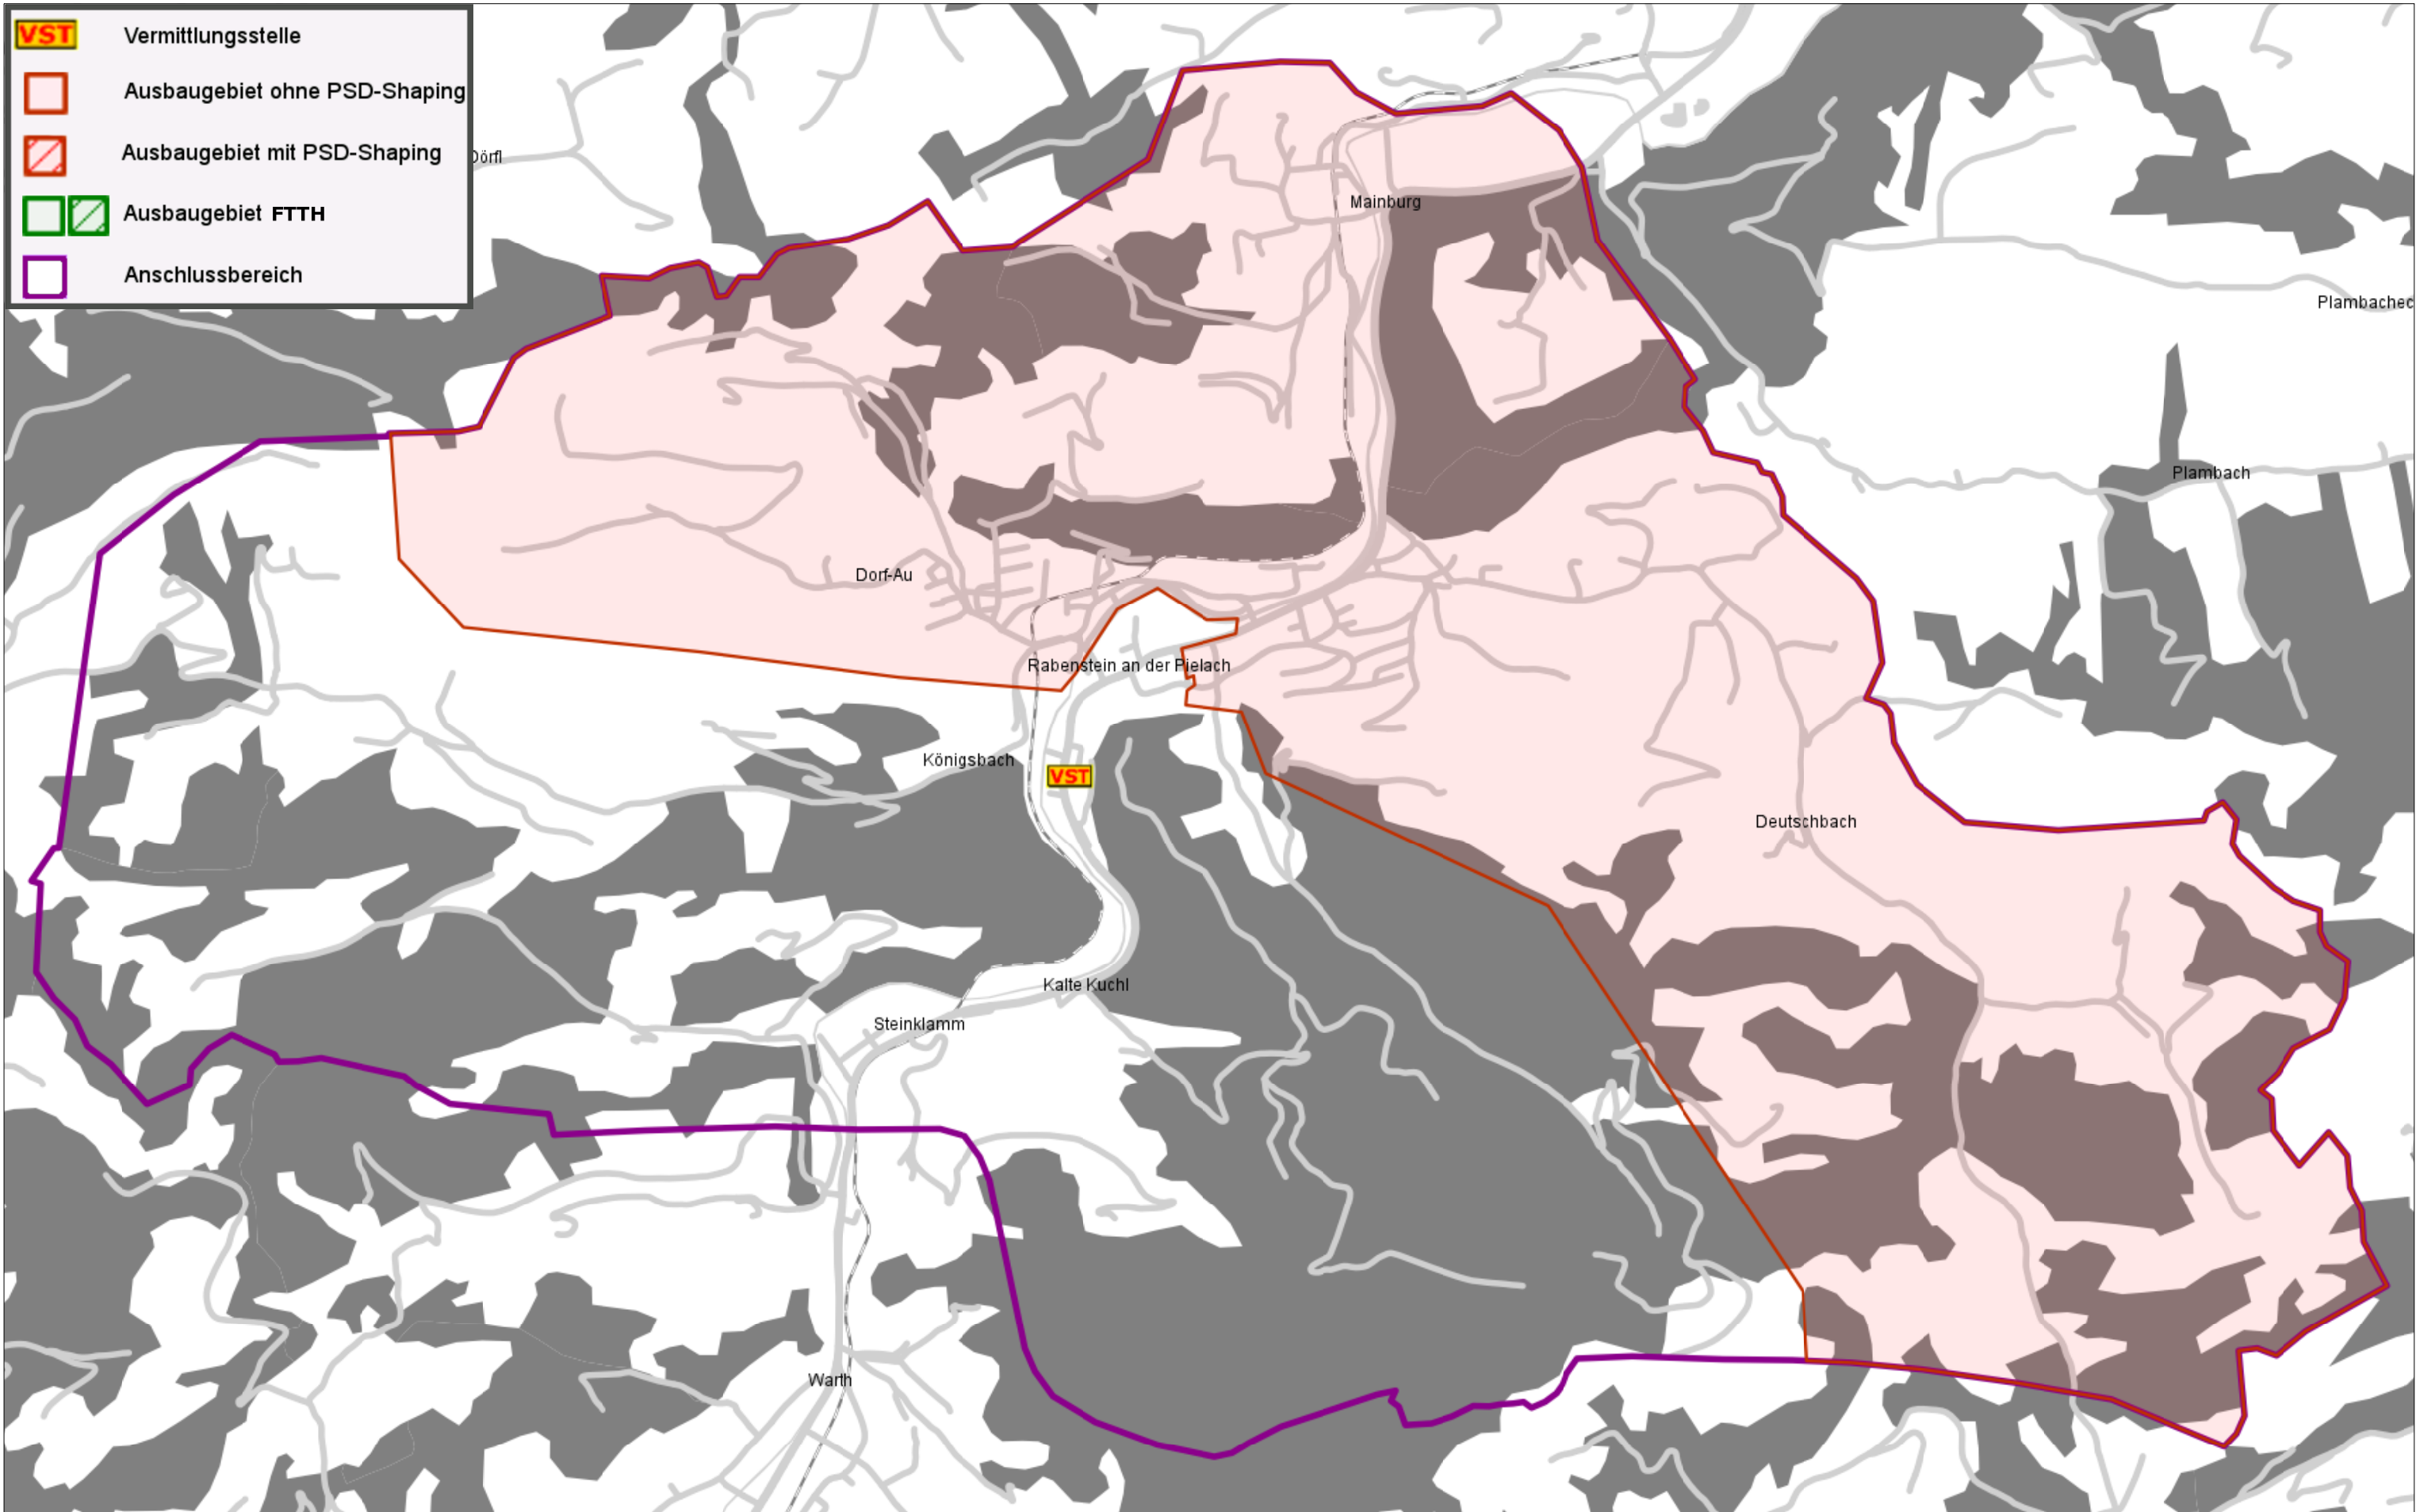 VST Vermittlungsstelle
Ausbaugebiet ohne PSD-Shaping
Ausbaugebiet mit PSD-Shaping
Ausbaugebiet FTTH
Anschlussbereich
Dörfl
Mainburg
Plambachec
Plambach
Dorf-Au
Rabenstein an der Pielach
Königsbach
VST
Deutschbach
Kalte Kuchl
Steinklamm
Warth